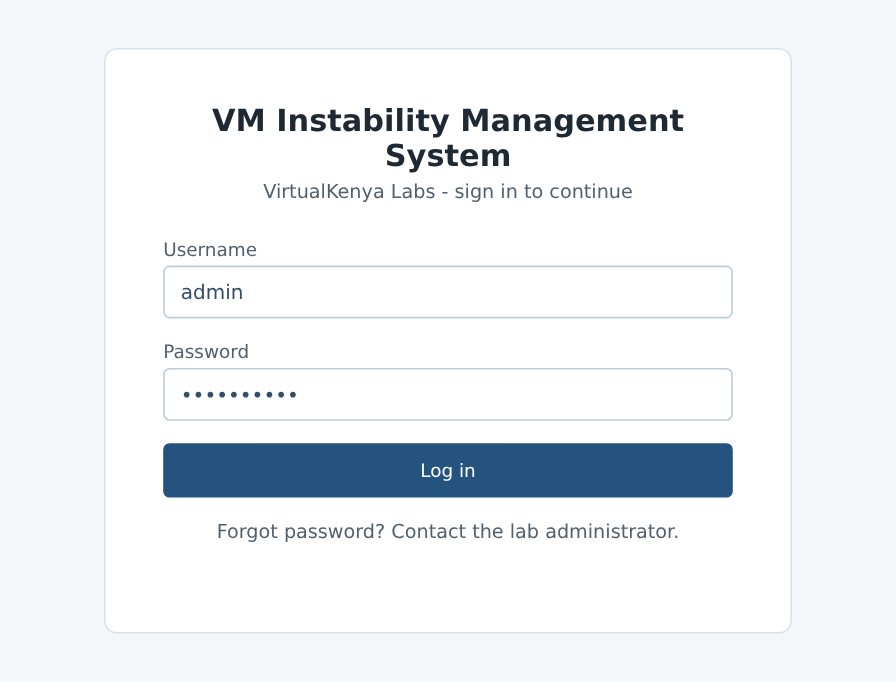 VM Instability Management
System
VirtualKenya Labs - sign in to continue
Username
admin
Password
••••••••••
Log in
Forgot password? Contact the lab administrator.